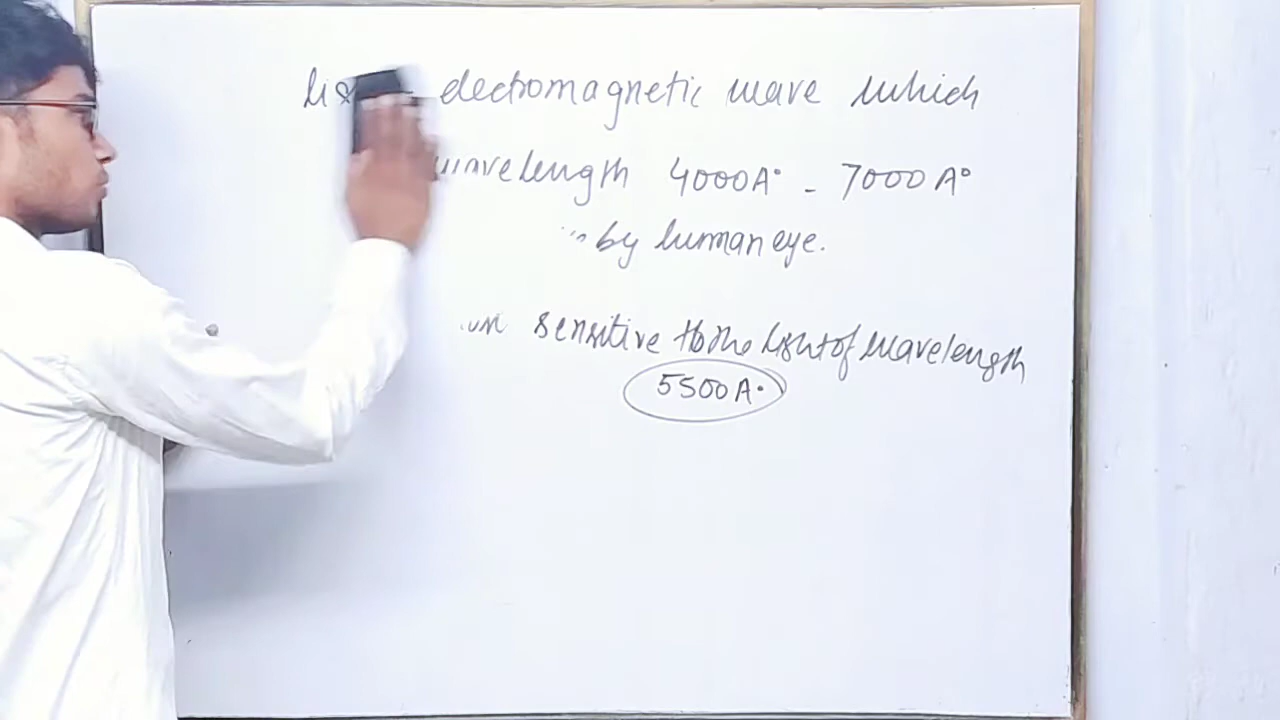 electromagnetic wave which
wavelength 4000A° - 7000A°
by human eye.
sensitive to the light of wavelength
5500A°